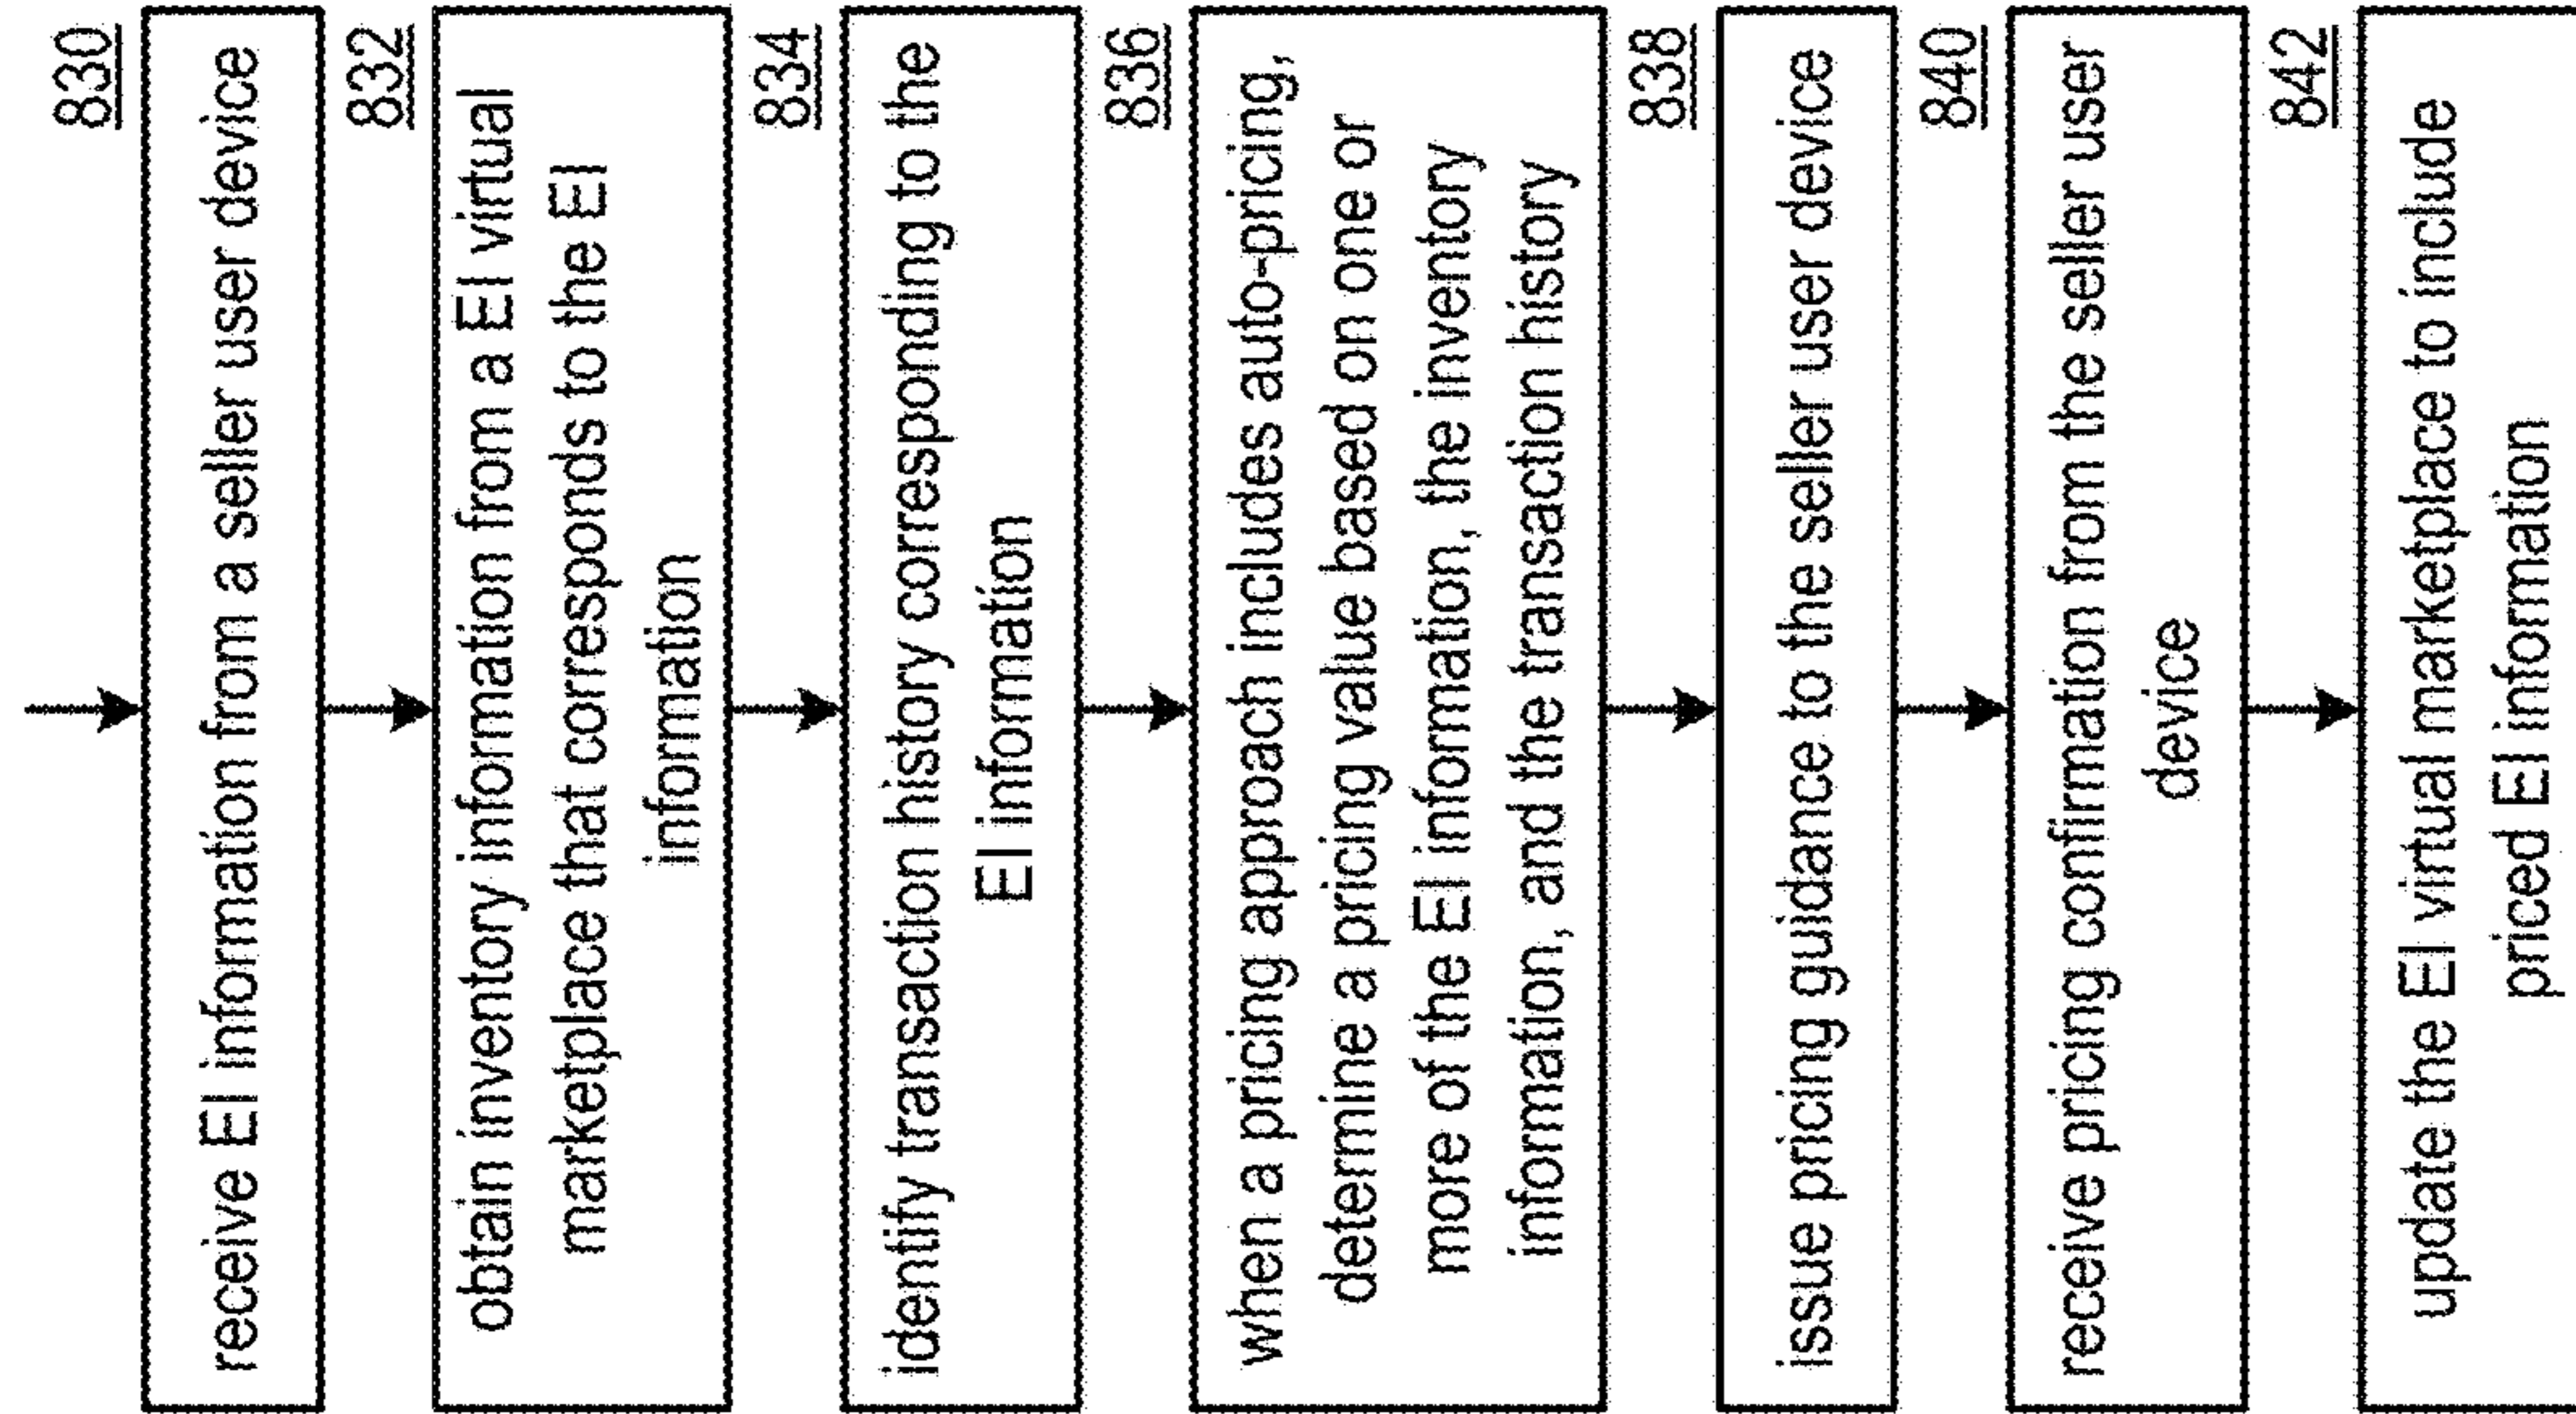 830
receive EI information from a seller user device
832
obtain inventory information from a EI virtual
marketplace that corresponds to the EI
information
834
identify transaction history corresponding to the
EI information
836
when a pricing approach includes auto-pricing,
determine a pricing value based on one or
more of the EI information, the inventory
information, and the transaction history
838
issue pricing guidance to the seller user device
840
receive pricing confirmation from the seller user
device
842
update the EI virtual marketplace to include
priced EI information